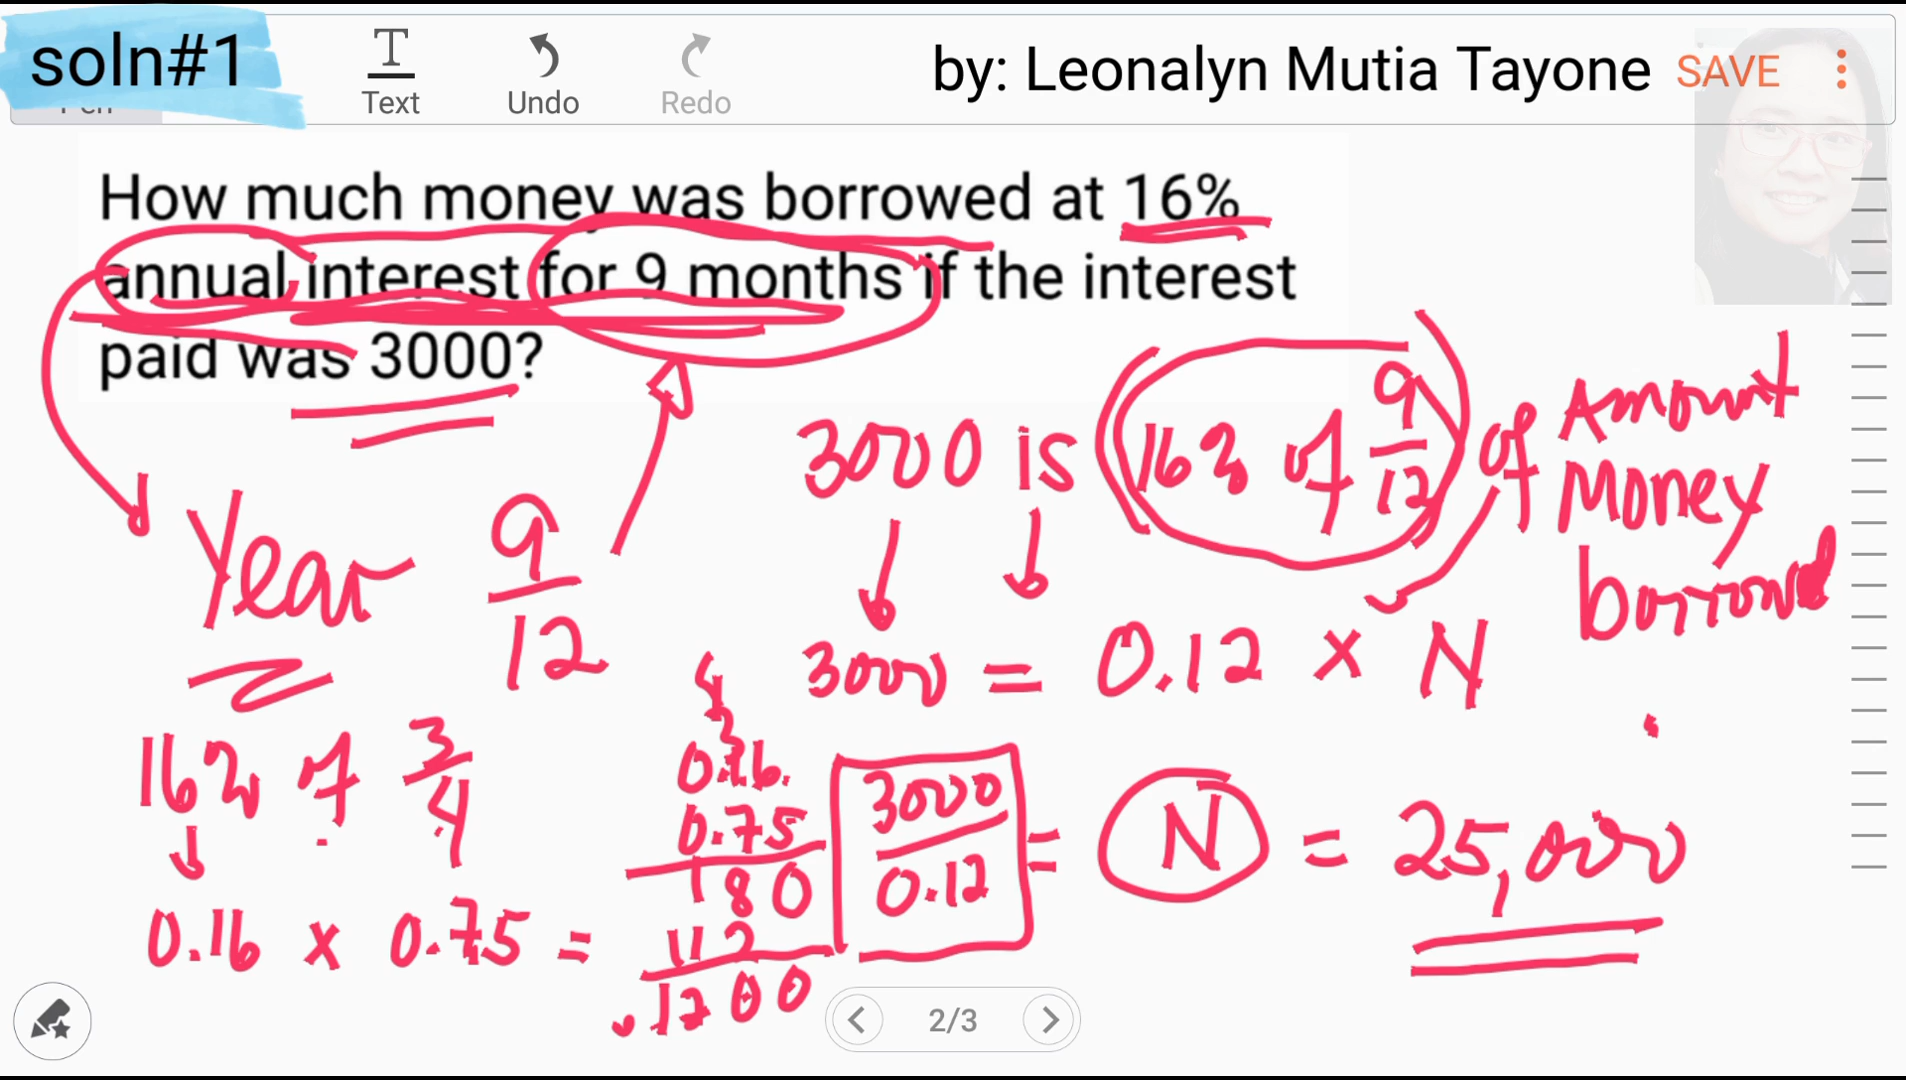 soln#1
Text
Undo
Redo
by: Leonalyn Mutia Tayone
SAVE
How much money was borrowed at 16%
annual interest for 9 months if the interest
paid was 3000?
3000 is (16% of 9/12) of Amount
Money
borrowed
Year 9/12
3000 = 0.12 x N
16% of 3/4
0.16 x 0.75 =
0.16
0.75
180
112
.1200
3000/0.12 = N = 25,000
2/3